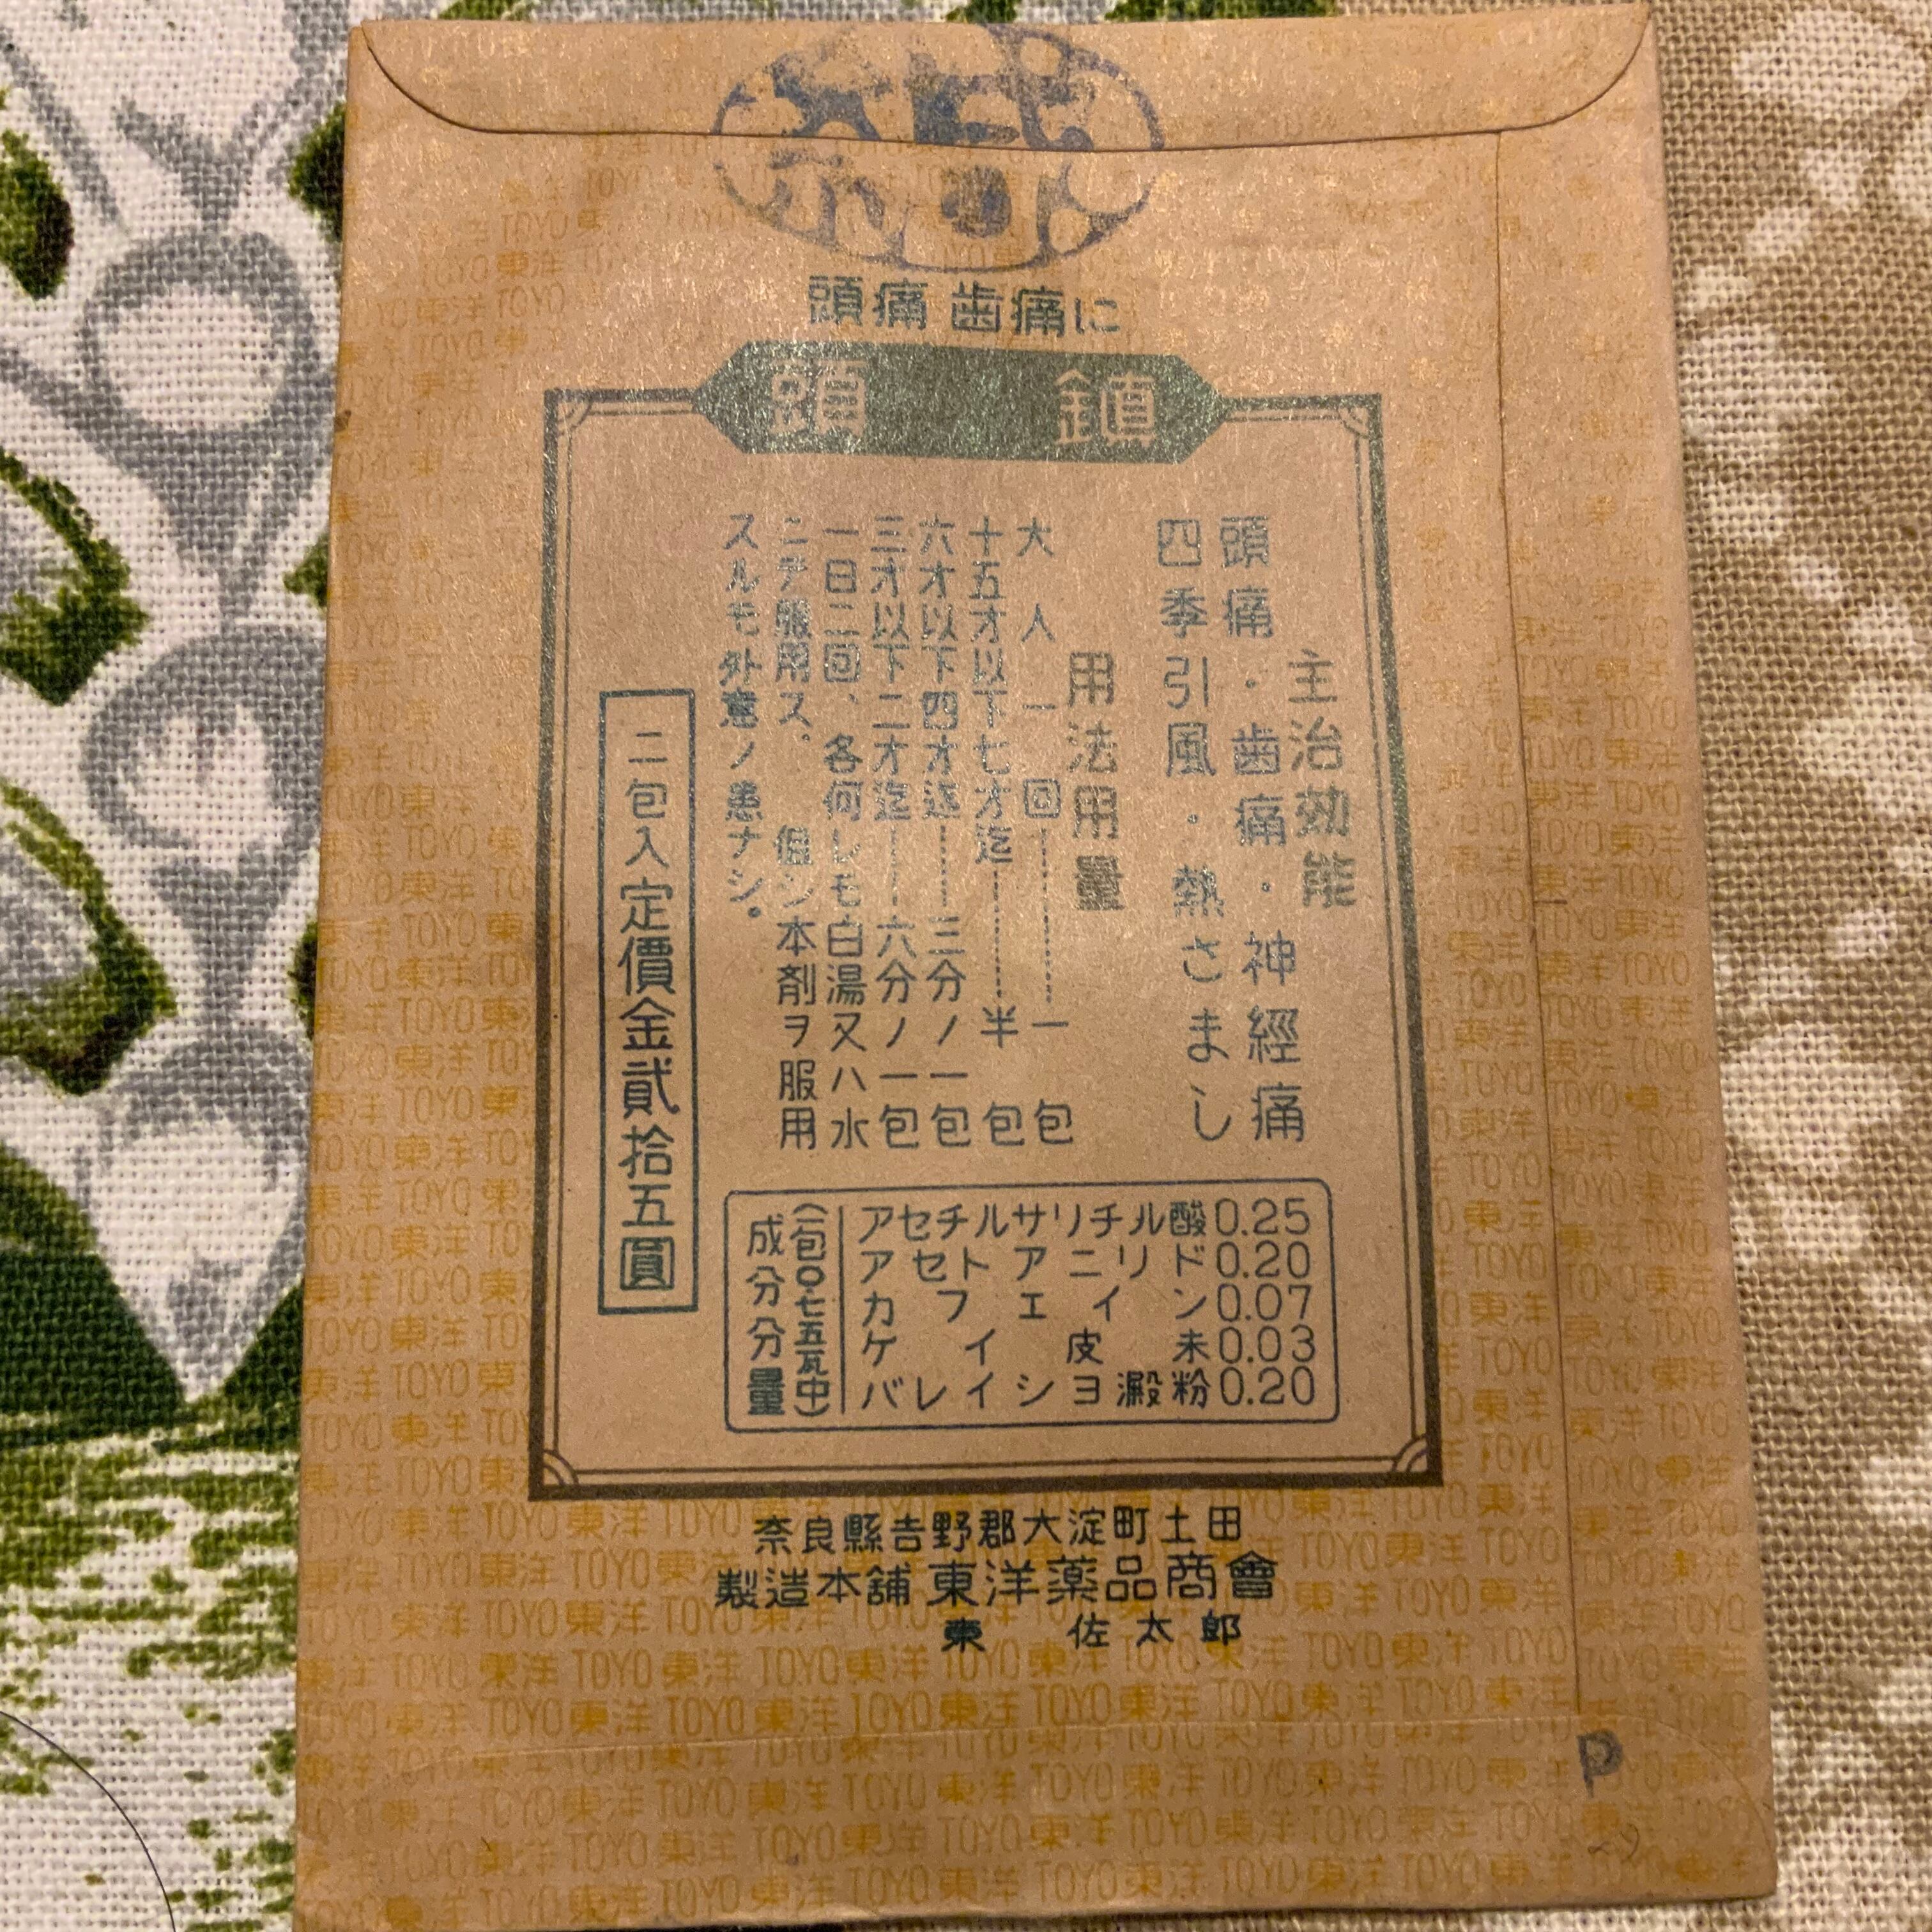 頭痛 歯痛に
鎮 頭
主治効能
頭痛・歯痛・神經痛
四季引風・熱さまし
用法用量
大人一回……一包
十五才以下七才迄……半包
六才以下四才迄……三分ノ一包
三才以下二才迄……六分ノ一包
一日二回、各何レモ白湯又ハ水
ニテ服用ス。但シ本剤ヲ服用
スルモ外意ノ患ナシ。
二包入定價金貳拾五圓
成分分量
(一包〇.七五瓦中)
アセチルサリチル酸0.25
アセトアニリド0.20
カフェイン0.07
ケイ皮末0.03
バレイショ澱粉0.20
奈良縣吉野郡大淀町土田
製造本舗 東洋薬品商會
東 佐太郎
TOYO 東洋
P